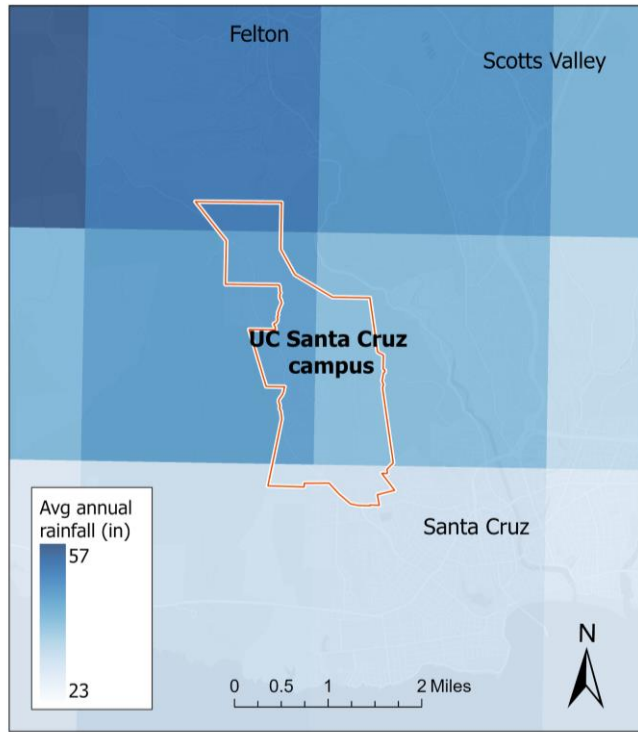 Felton
Scotts Valley
UC Santa Cruz
campus
Santa Cruz
Avg annual
rainfall (in)
57
23
N
0 0.5 1 2 Miles